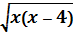 √x(x − 4)